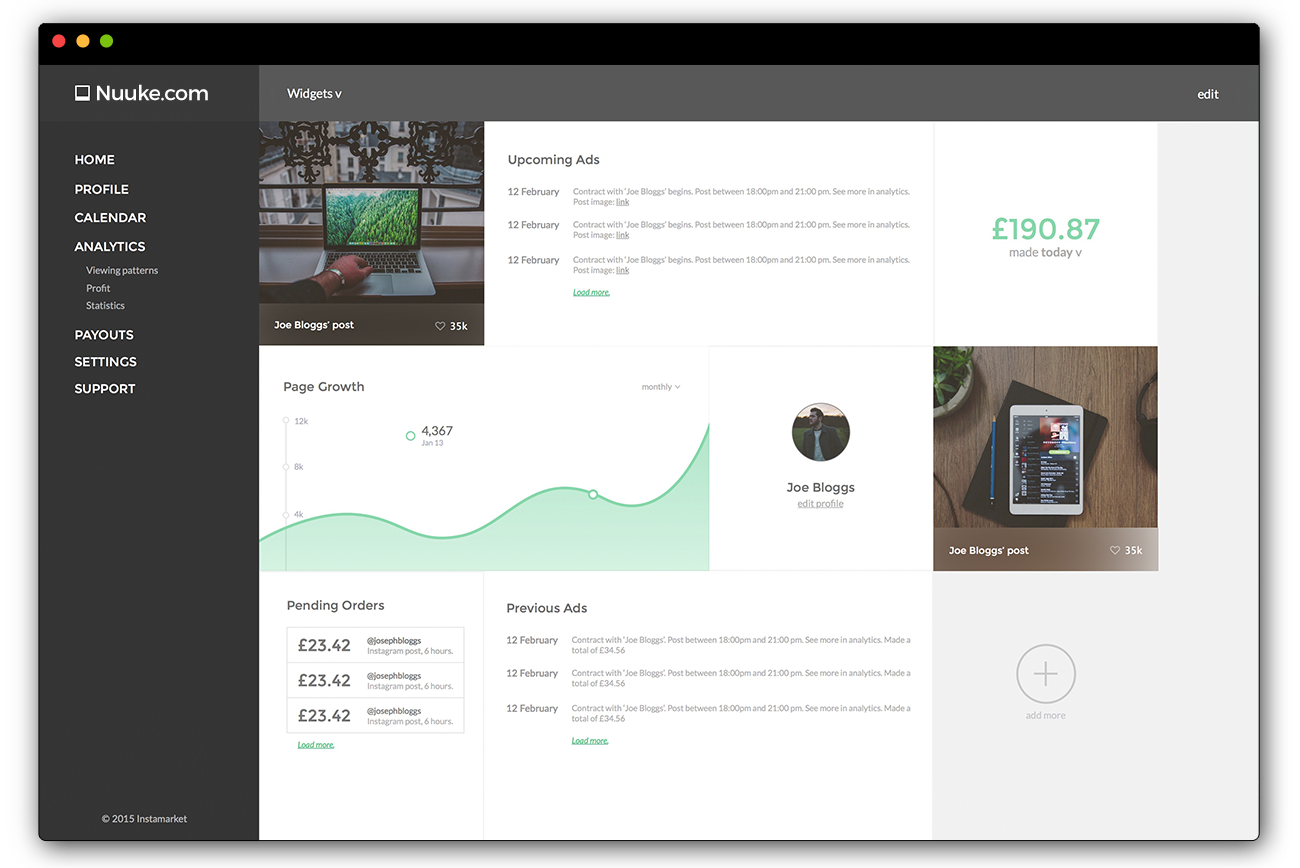 Nuuke.com
Widgets v
edit
HOME
PROFILE
CALENDAR
ANALYTICS
Viewing patterns
Profit
Statistics
PAYOUTS
SETTINGS
SUPPORT
© 2015 Instamarket
Joe Bloggs' post
35k
Upcoming Ads
12 February
Contract with 'Joe Bloggs' begins. Post between 18:00pm and 21:00 pm. See more in analytics.
Post image: link
12 February
Contract with 'Joe Bloggs' begins. Post between 18:00pm and 21:00 pm. See more in analytics.
Post image: link
12 February
Contract with 'Joe Bloggs' begins. Post between 18:00pm and 21:00 pm. See more in analytics.
Post image: link
Load more.
£190.87
made today v
Page Growth
monthly
12k
8k
4k
4,367
Jan 13
Joe Bloggs
edit profile
Joe Bloggs' post
35k
Pending Orders
£23.42
@josephbloggs
Instagram post, 6 hours.
£23.42
@josephbloggs
Instagram post, 6 hours.
£23.42
@josephbloggs
Instagram post, 6 hours.
Load more.
Previous Ads
12 February
Contract with 'Joe Bloggs'. Post between 18:00pm and 21:00 pm. See more in analytics. Made a
total of £34.56
12 February
Contract with 'Joe Bloggs'. Post between 18:00pm and 21:00 pm. See more in analytics. Made a
total of £34.56
12 February
Contract with 'Joe Bloggs'. Post between 18:00pm and 21:00 pm. See more in analytics. Made a
total of £34.56
Load more.
add more